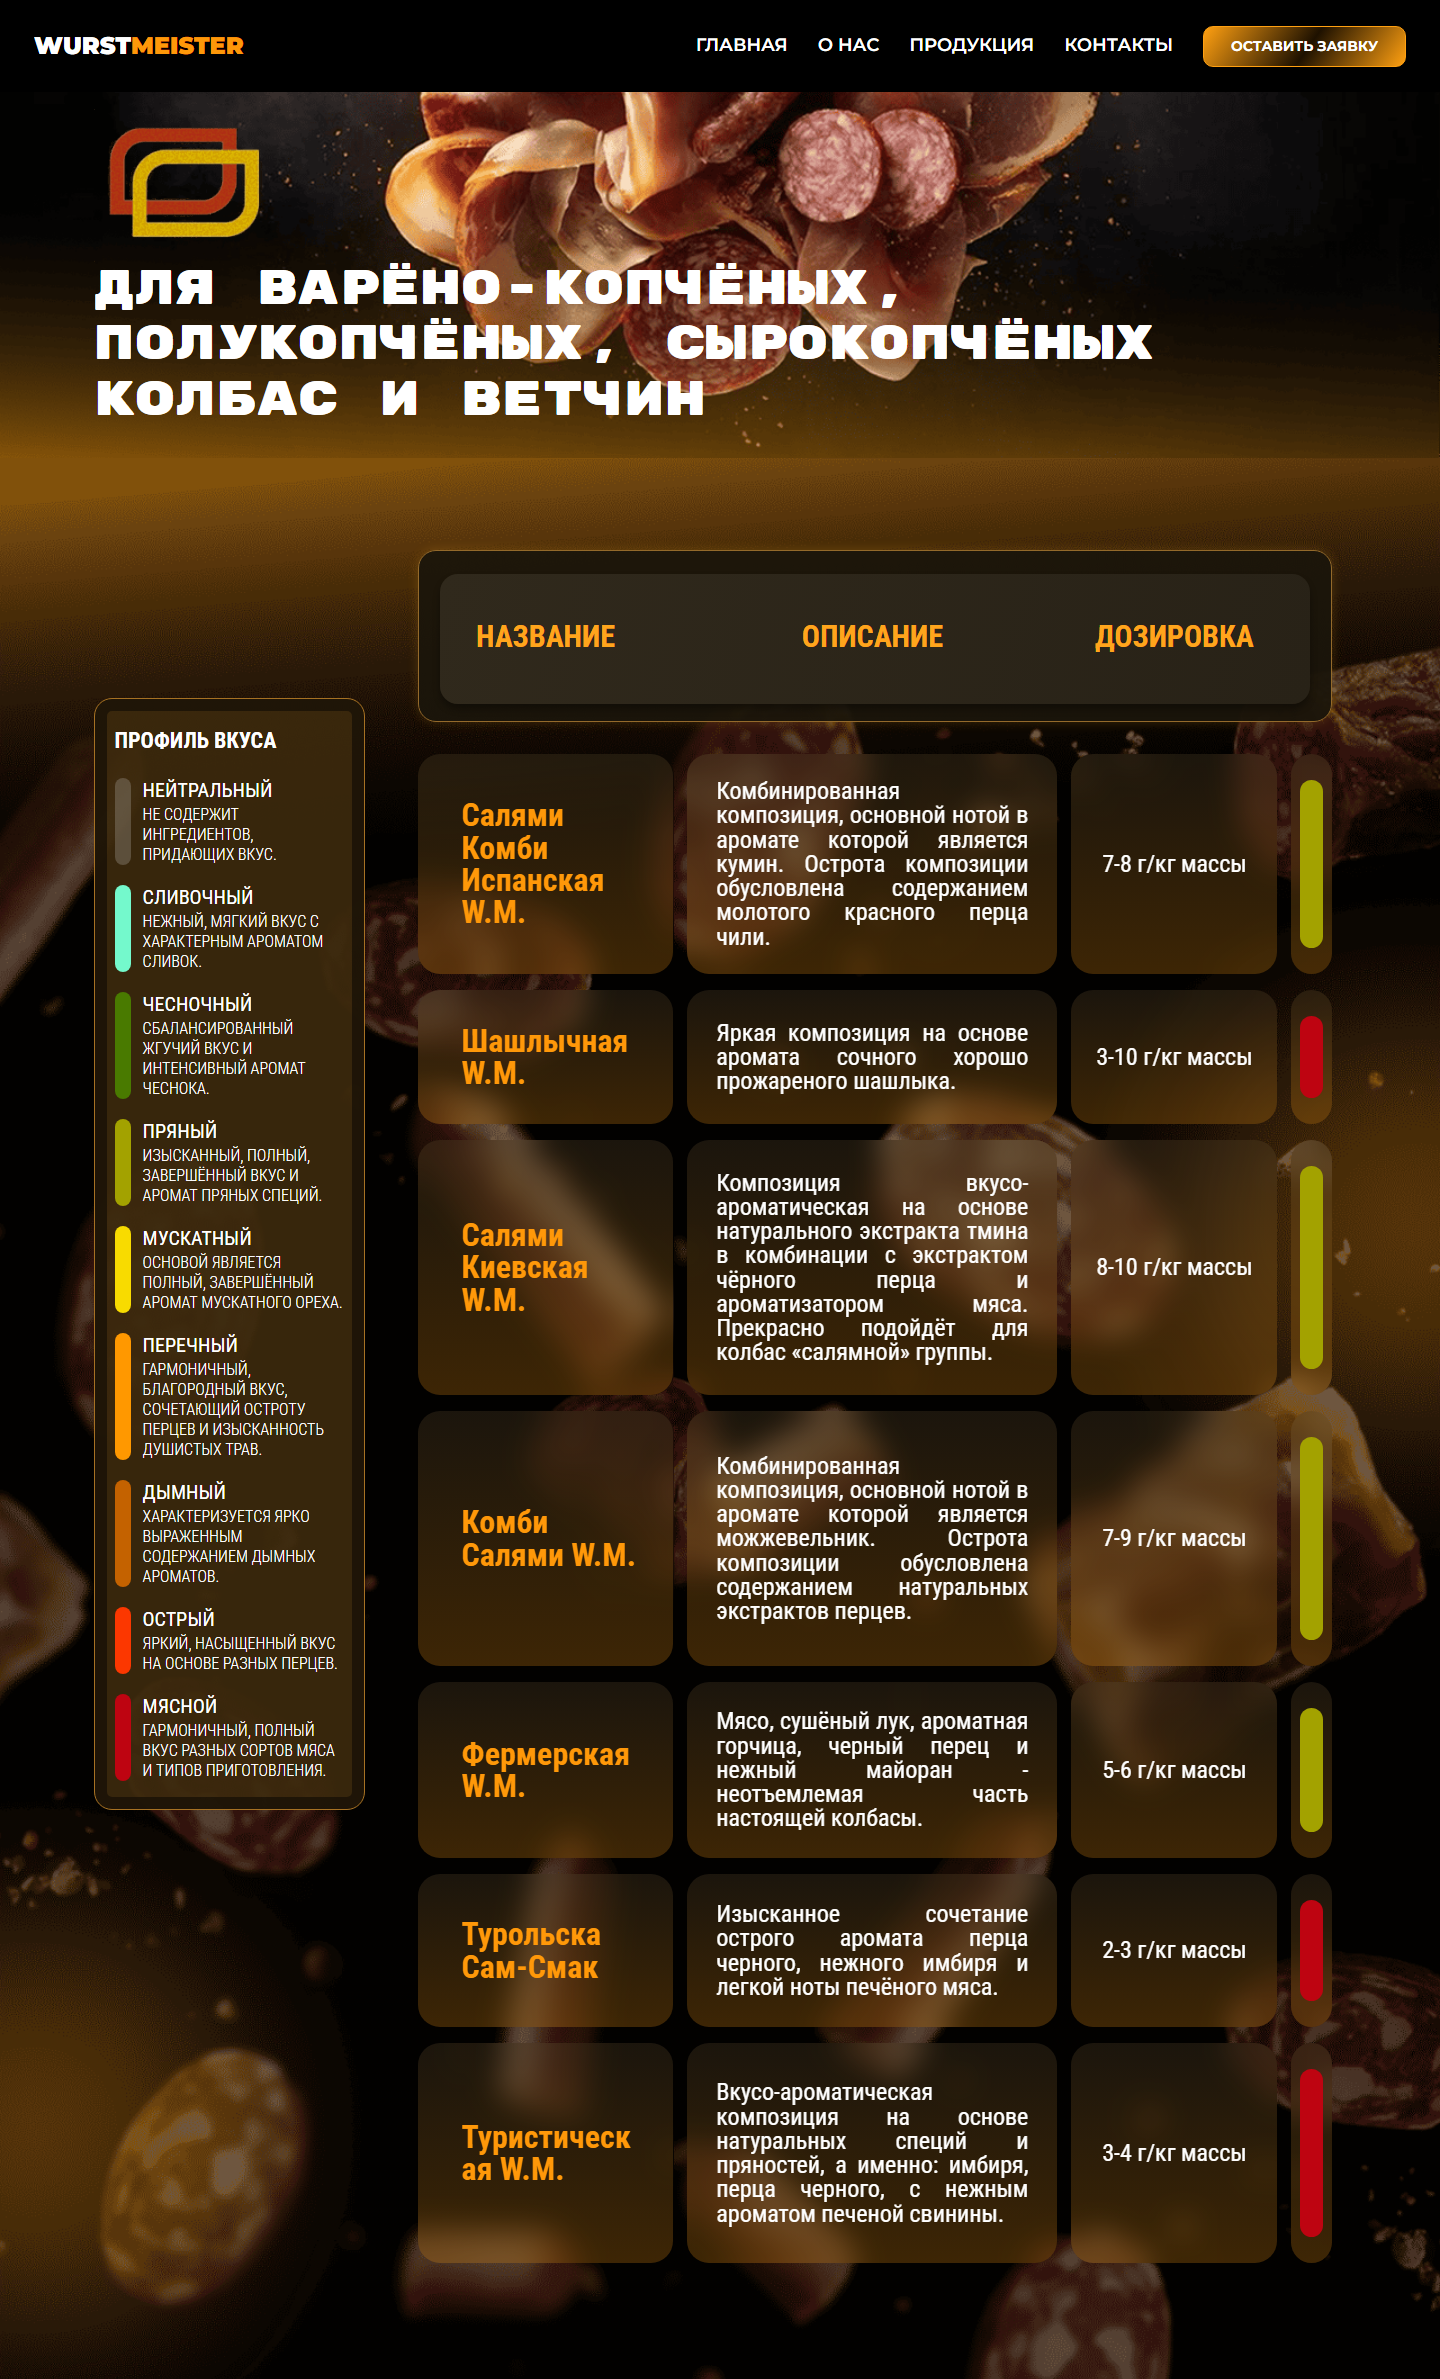 WURSTMEISTER
ГЛАВНАЯ О НАС ПРОДУКЦИЯ КОНТАКТЫ ОСТАВИТЬ ЗАЯВКУ
ДЛЯ ВАРЁНО-КОПЧЁНЫХ,
ПОЛУКОПЧЁНЫХ, СЫРОКОПЧЁНЫХ
КОЛБАС И ВЕТЧИН
НАЗВАНИЕ ОПИСАНИЕ ДОЗИРОВКА
ПРОФИЛЬ ВКУСА
НЕЙТРАЛЬНЫЙ
НЕ СОДЕРЖИТ
ИНГРЕДИЕНТОВ,
ПРИДАЮЩИХ ВКУС.
СЛИВОЧНЫЙ
НЕЖНЫЙ, МЯГКИЙ ВКУС С
ХАРАКТЕРНЫМ АРОМАТОМ
СЛИВОК.
ЧЕСНОЧНЫЙ
СБАЛАНСИРОВАННЫЙ
ЖГУЧИЙ ВКУС И
ИНТЕНСИВНЫЙ АРОМАТ
ЧЕСНОКА.
ПРЯНЫЙ
ИЗЫСКАННЫЙ, ПОЛНЫЙ,
ЗАВЕРШЁННЫЙ ВКУС И
АРОМАТ ПРЯНЫХ СПЕЦИЙ.
МУСКАТНЫЙ
ОСНОВОЙ ЯВЛЯЕТСЯ
ПОЛНЫЙ, ЗАВЕРШЁННЫЙ
АРОМАТ МУСКАТНОГО ОРЕХА.
ПЕРЕЧНЫЙ
ГАРМОНИЧНЫЙ,
БЛАГОРОДНЫЙ ВКУС,
СОЧЕТАЮЩИЙ ОСТРОТУ
ПЕРЦЕВ И ИЗЫСКАННОСТЬ
ДУШИСТЫХ ТРАВ.
ДЫМНЫЙ
ХАРАКТЕРИЗУЕТСЯ ЯРКО
ВЫРАЖЕННЫМ
СОДЕРЖАНИЕМ ДЫМНЫХ
АРОМАТОВ.
ОСТРЫЙ
ЯРКИЙ, НАСЫЩЕННЫЙ ВКУС
НА ОСНОВЕ РАЗНЫХ ПЕРЦЕВ.
МЯСНОЙ
ГАРМОНИЧНЫЙ, ПОЛНЫЙ
ВКУС РАЗНЫХ СОРТОВ МЯСА
И ТИПОВ ПРИГОТОВЛЕНИЯ.
Салями
Комби
Испанская
W.M.
Комбинированная
композиция, основной нотой в
аромате которой является
кумин. Острота композиции
обусловлена содержанием
молотого красного перца
чили.
7-8 г/кг массы
Шашлычная
W.M.
Яркая композиция на основе
аромата сочного хорошо
прожареного шашлыка.
3-10 г/кг массы
Салями
Киевская
W.M.
Композиция вкусо-
ароматическая на основе
натурального экстракта тмина
в комбинации с экстрактом
чёрного перца и
ароматизатором мяса.
Прекрасно подойдёт для
колбас «салямной» группы.
8-10 г/кг массы
Комби
Салями W.M.
Комбинированная
композиция, основной нотой в
аромате которой является
можжевельник. Острота
композиции обусловлена
содержанием натуральных
экстрактов перцев.
7-9 г/кг массы
Фермерская
W.M.
Мясо, сушёный лук, ароматная
горчица, черный перец и
нежный майоран -
неотъемлемая часть
настоящей колбасы.
5-6 г/кг массы
Турольска
Сам-Смак
Изысканное сочетание
острого аромата перца
черного, нежного имбиря и
легкой ноты печёного мяса.
2-3 г/кг массы
Туристическ
ая W.M.
Вкусо-ароматическая
композиция на основе
натуральных специй и
пряностей, а именно: имбиря,
перца черного, с нежным
ароматом печеной свинины.
3-4 г/кг массы